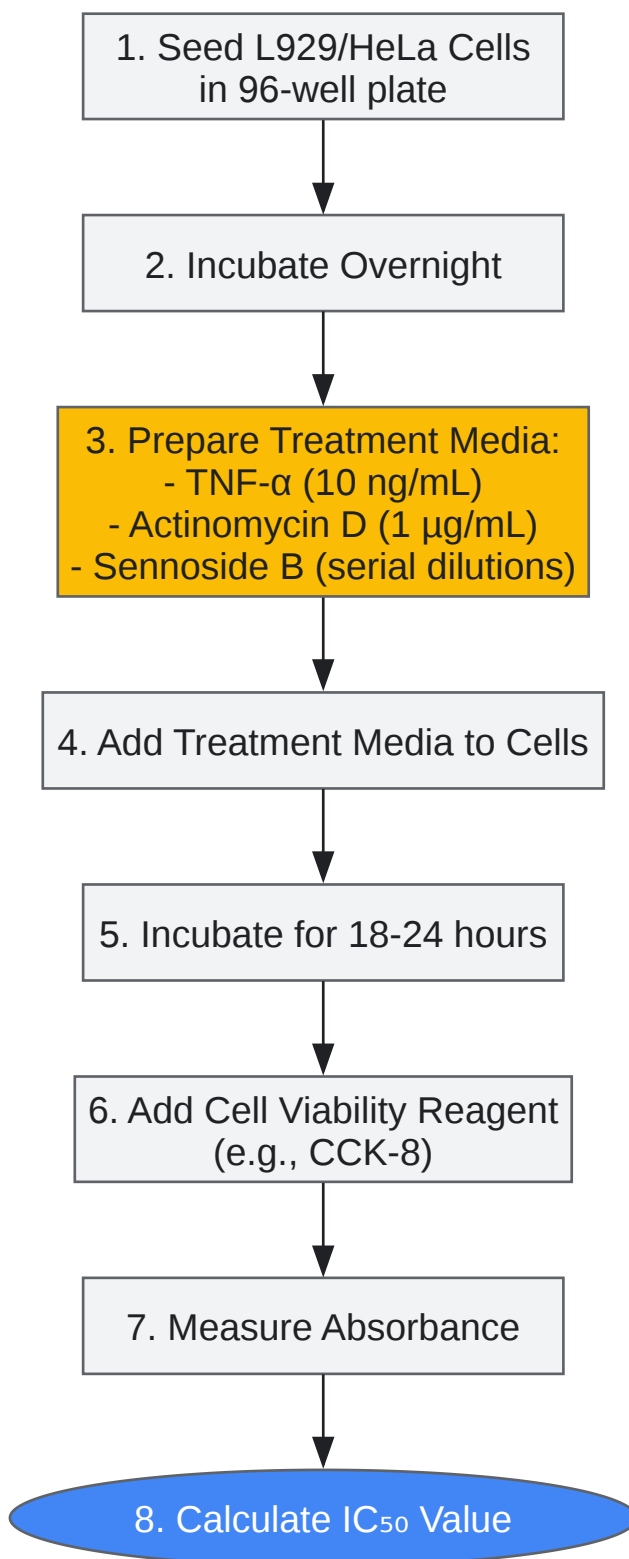 1. Seed L929/HeLa Cells
in 96-well plate
2. Incubate Overnight
3. Prepare Treatment Media:
- TNF-α (10 ng/mL)
- Actinomycin D (1 µg/mL)
- Sennoside B (serial dilutions)
4. Add Treatment Media to Cells
5. Incubate for 18-24 hours
6. Add Cell Viability Reagent
(e.g., CCK-8)
7. Measure Absorbance
8. Calculate IC₅₀ Value